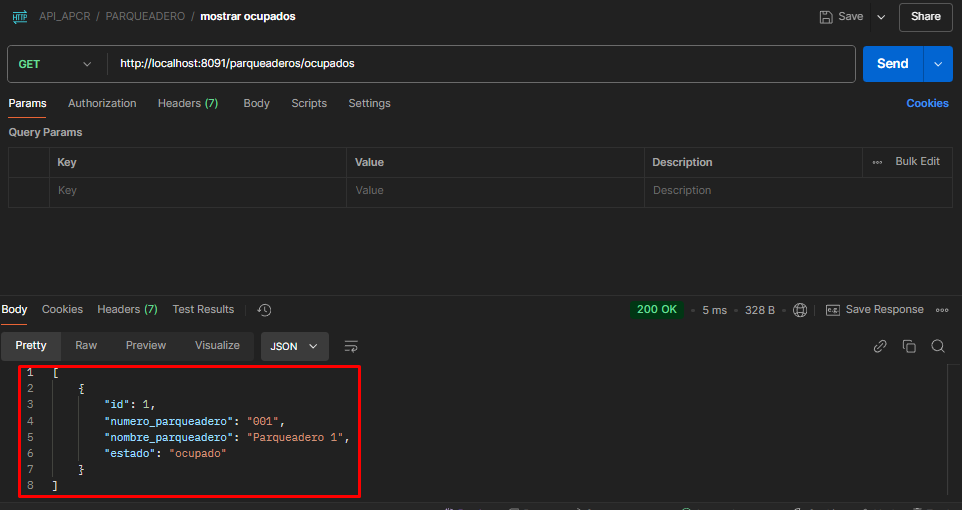 HTTP API_APCR / PARQUEADERO / mostrar ocupados Save Share
GET http://localhost:8091/parqueaderos/ocupados Send
Params Authorization Headers (7) Body Scripts Settings Cookies
Query Params
Key Value Description ••• Bulk Edit
Key Value Description
Body Cookies Headers (7) Test Results 200 OK • 5 ms • 328 B • e.g. Save Response •••
Pretty Raw Preview Visualize JSON
1 [
2 {
3 "id": 1,
4 "numero_parqueadero": "001",
5 "nombre_parqueadero": "Parqueadero 1",
6 "estado": "ocupado"
7 }
8 ]